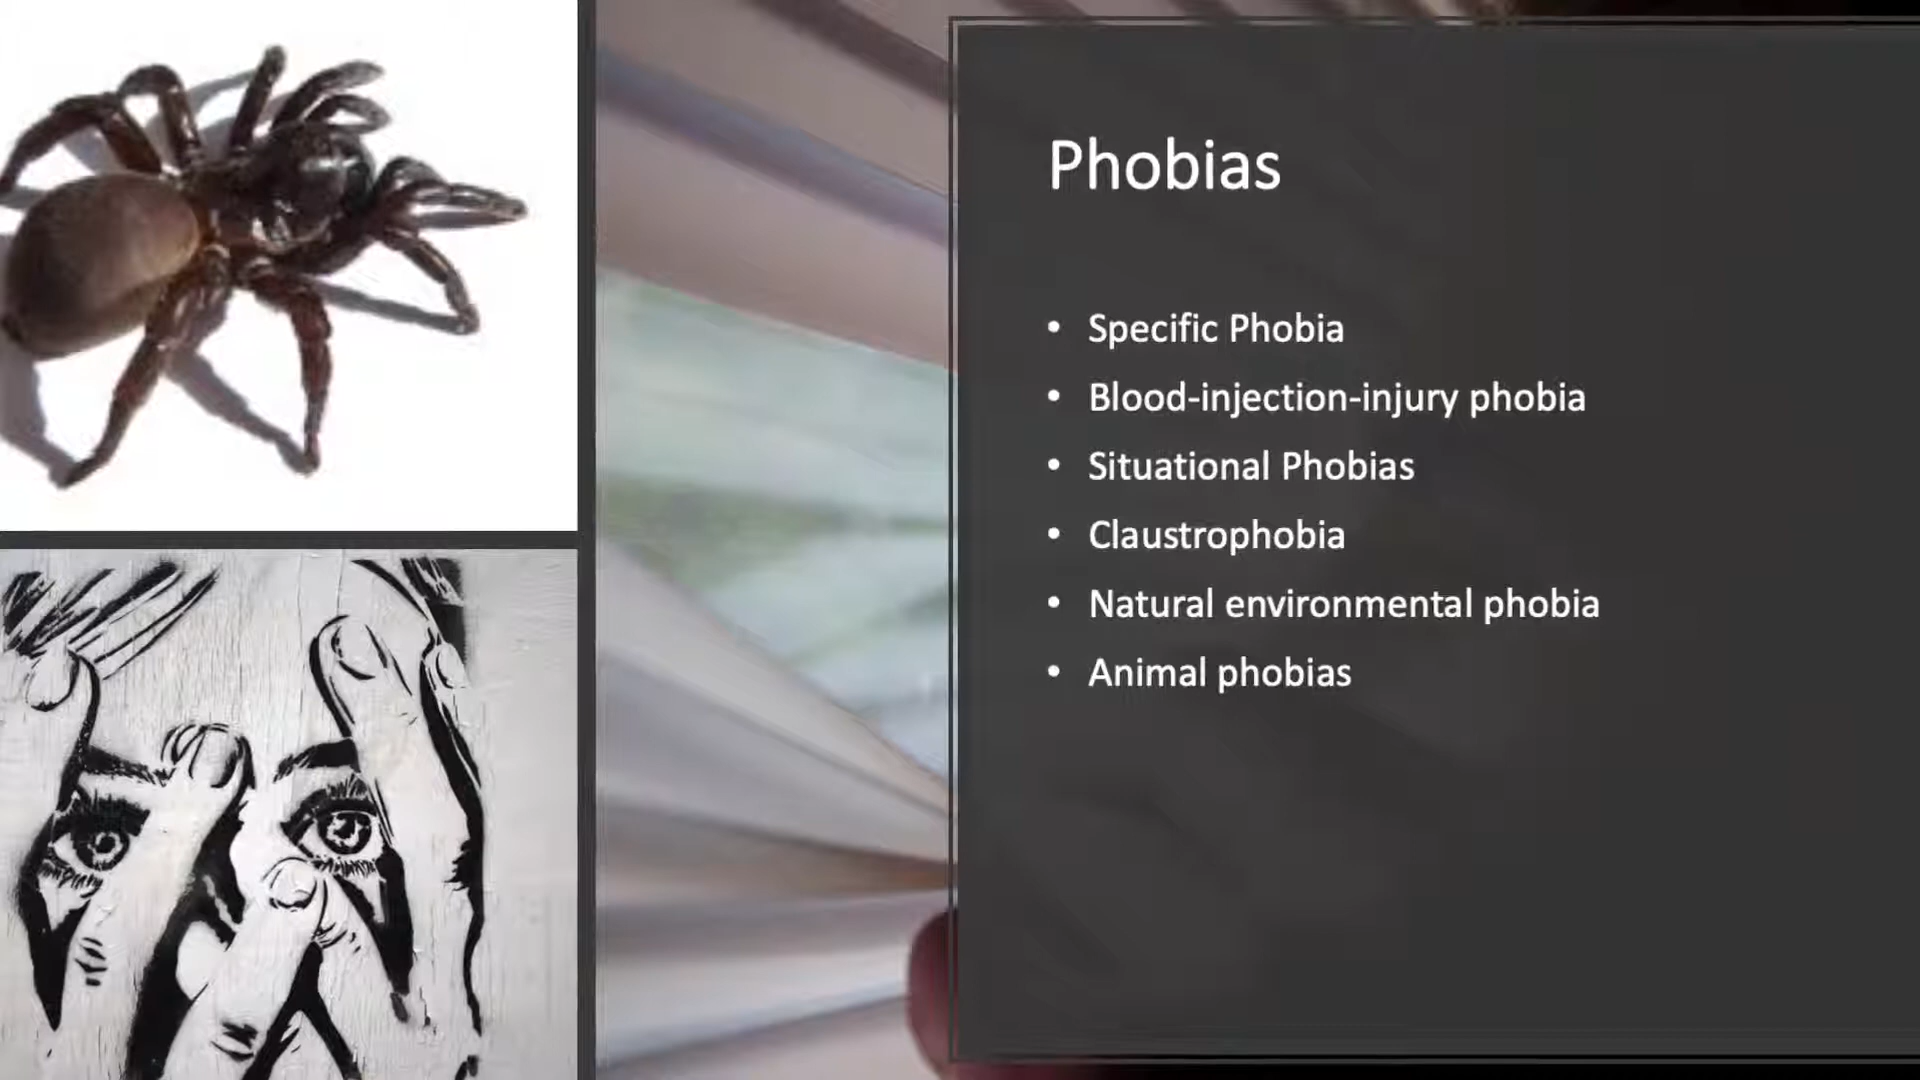 Phobias
• Specific Phobia
• Blood-injection-injury phobia
• Situational Phobias
• Claustrophobia
• Natural environmental phobia
• Animal phobias